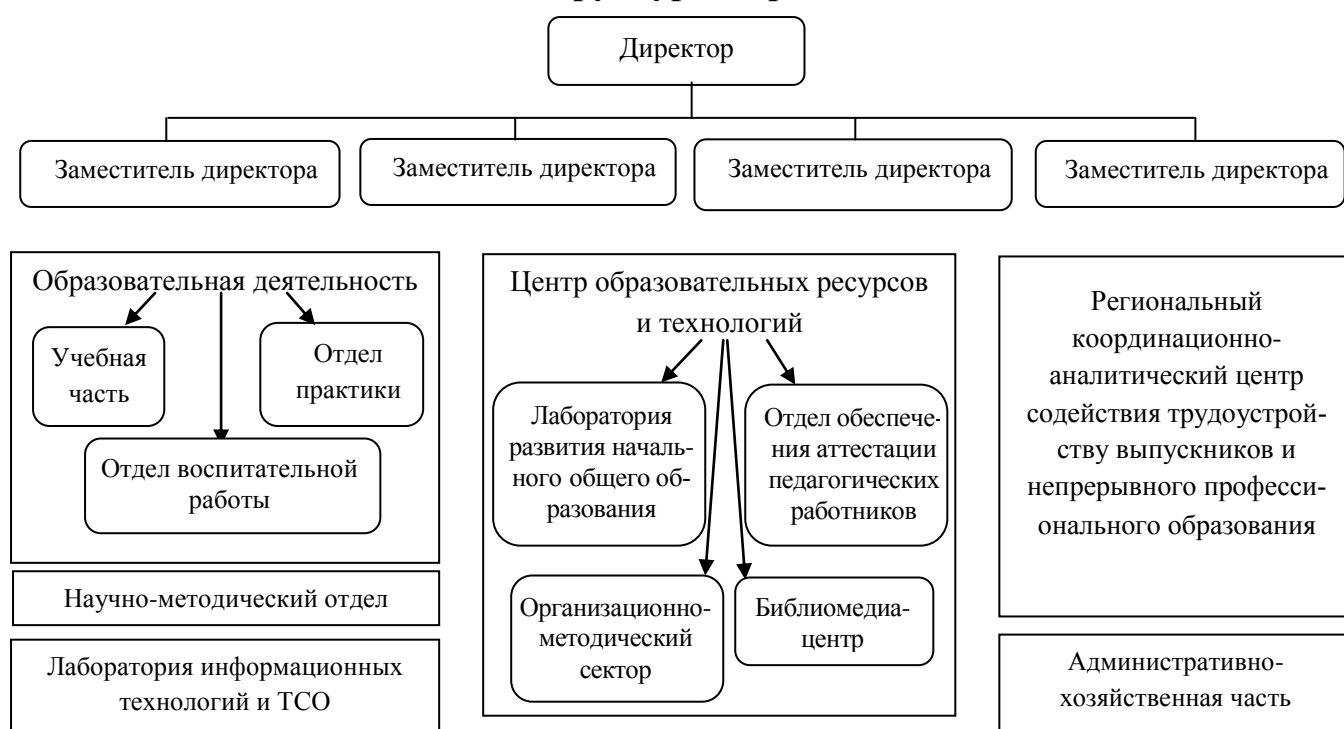 Директор
Заместитель директора
Заместитель директора
Заместитель директора
Заместитель директора
Образовательная деятельность
Учебная
часть
Отдел
практики
Отдел воспитательной
работы
Научно-методический отдел
Лаборатория информационных
технологий и ТСО
Центр образовательных ресурсов
и технологий
Лаборатория
развития началь-
ного общего об-
разования
Отдел обеспече-
ния аттестации
педагогических
работников
Организационно-
методический
сектор
Библиомедиа-
центр
Региональный
координационно-
аналитический центр
содействия трудоустрой-
ству выпускников и
непрерывного професси-
онального образования
Административно-
хозяйственная часть